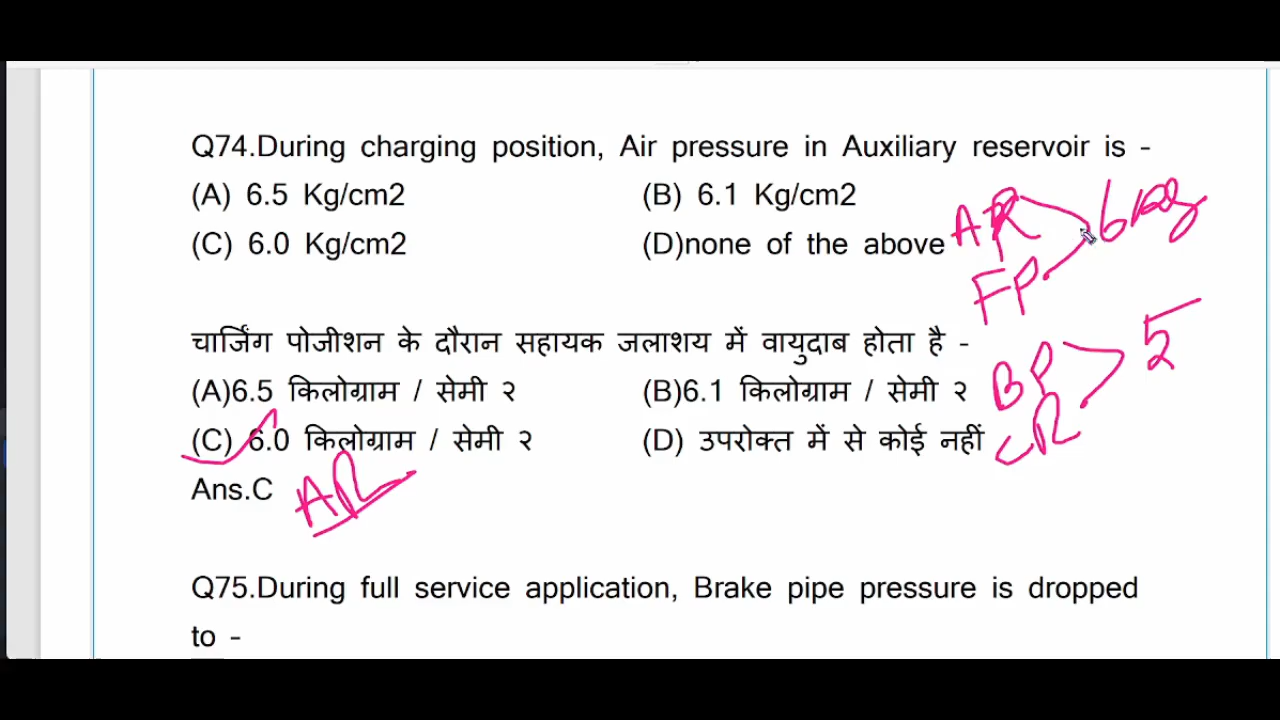 Q74.During charging position, Air pressure in Auxiliary reservoir is -
(A) 6.5 Kg/cm2 (B) 6.1 Kg/cm2
(C) 6.0 Kg/cm2 (D)none of the above
AR 6 kg
FP
चार्जिंग पोजीशन के दौरान सहायक जलाशय में वायुदाब होता है -
(A)6.5 किलोग्राम / सेमी २ (B)6.1 किलोग्राम / सेमी २
BP 5
(C) 6.0 किलोग्राम / सेमी २ (D) उपरोक्त में से कोई नहीं
CR
Ans.C AR
Q75.During full service application, Brake pipe pressure is dropped
to -